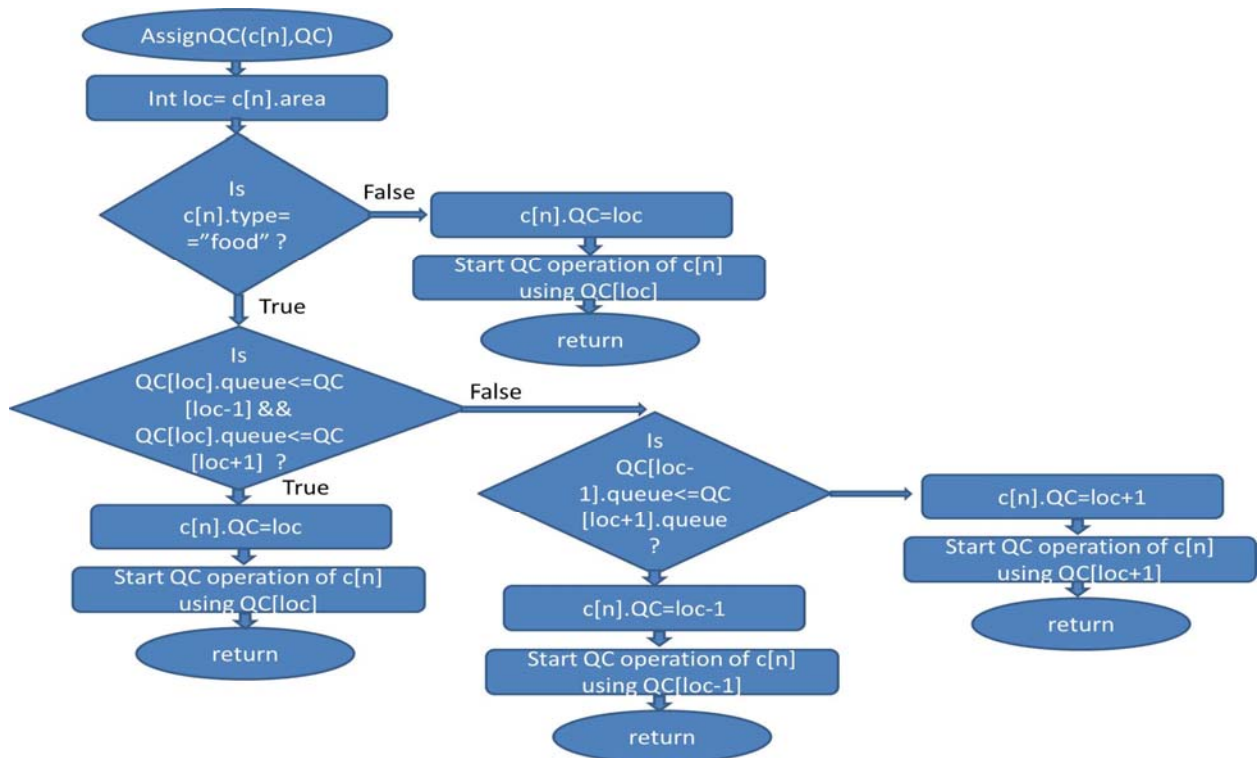 AssignQC(c[n],QC)
Int loc= c[n].area
Is
c[n].type=
="food" ?
False
c[n].QC=loc
Start QC operation of c[n]
using QC[loc]
return
True
Is
QC[loc].queue<=QC
[loc-1] &&
QC[loc].queue<=QC
[loc+1] ?
False
True
c[n].QC=loc
Start QC operation of c[n]
using QC[loc]
return
Is
QC[loc-
1].queue<=QC
[loc+1].queue
?
c[n].QC=loc-1
Start QC operation of c[n]
using QC[loc-1]
return
c[n].QC=loc+1
Start QC operation of c[n]
using QC[loc+1]
return